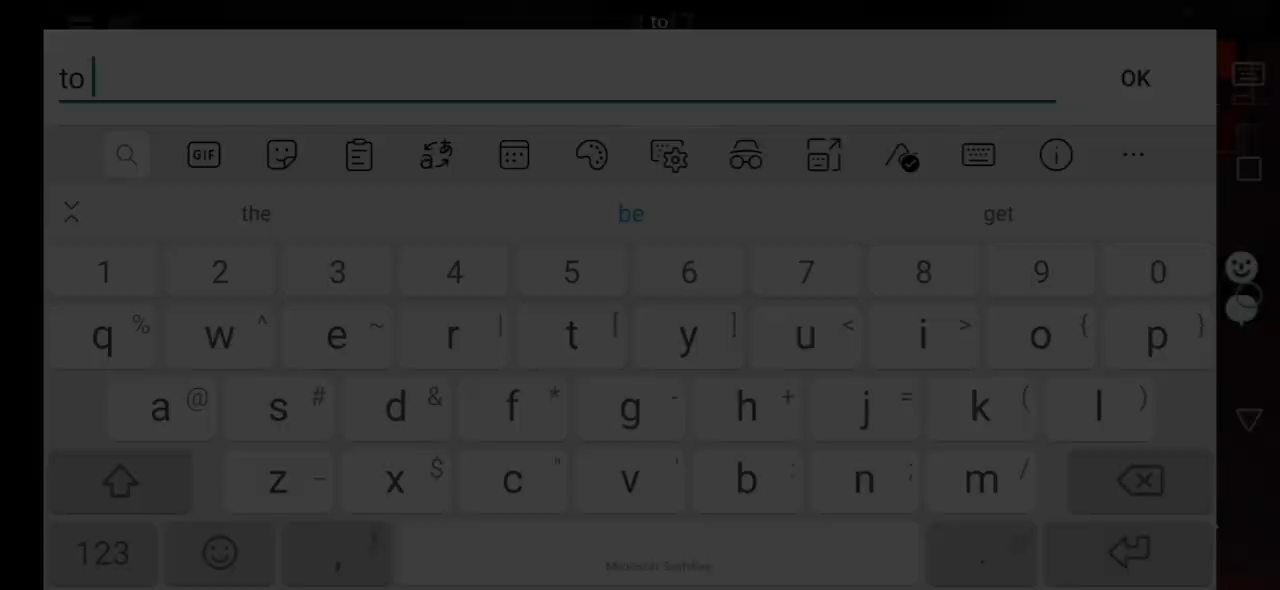 to
to
OK
GIF
the be get
1 2 3 4 5 6 7 8 9 0
q % w ^ e ~ r | t [ y ] u < i > o { p }
a @ s # d & f * g - h + j = k ( l )
z _ x $ c " v ' b : n ; m /
123 , ! .
Microsoft SwiftKey